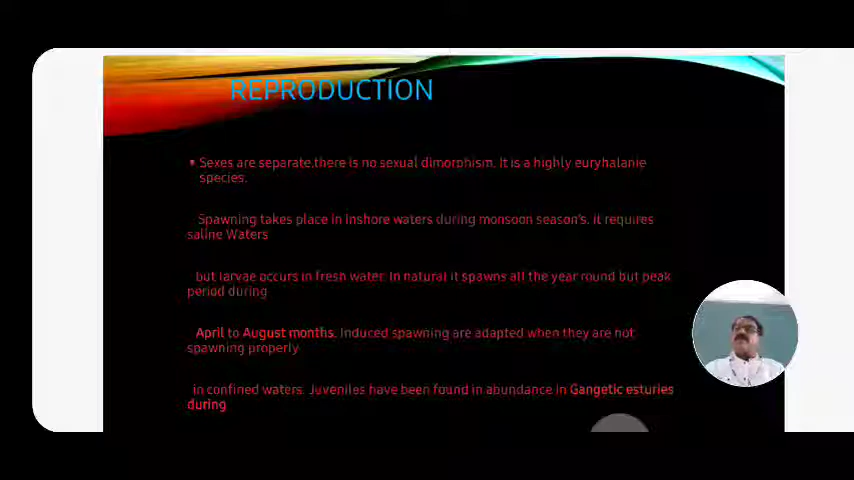 REPRODUCTION
• Sexes are separate,there is no sexual dimorphism. It is a highly euryhalanie
species.
Spawning takes place in inshore waters during monsoon season's. it requires
saline Waters
but larvae occurs in fresh water. In natural it spawns all the year round but peak
period during
April to August months. Induced spawning are adapted when they are not
spawning properly
in confined waters. Juveniles have been found in abundance in Gangetic esturies
during